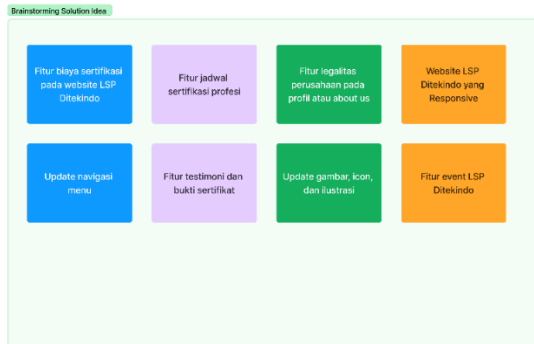 Brainstorming Solution Idea
Fitur biaya sertifikasi
pada website LSP
Ditekindo
Fitur jadwal
sertifikasi profesi
Fitur legalitas
perusahaan pada
profil atau about us
Website LSP
Ditekindo yang
Responsive
Update navigasi
menu
Fitur testimoni dan
bukti sertifikat
Update gambar, icon,
dan ilustrasi
Fitur event LSP
Ditekindo